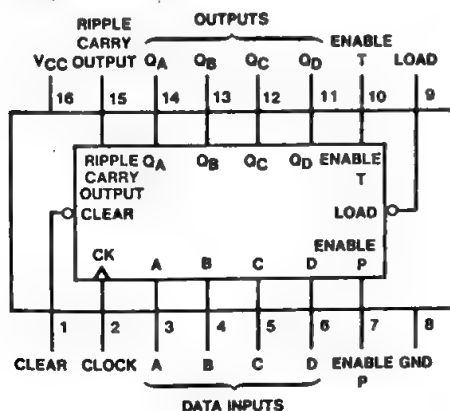 OUTPUTS
RIPPLE
CARRY
ENABLE
VCC OUTPUT QA QB QC QD T LOAD
16 15 14 13 12 11 10 9
RIPPLE QA QB QC QD ENABLE
CARRY T
OUTPUT
CLEAR LOAD
ENABLE
CK A B C D P
1 2 3 4 5 6 7 8
CLEAR CLOCK A B C D ENABLE GND
P
DATA INPUTS